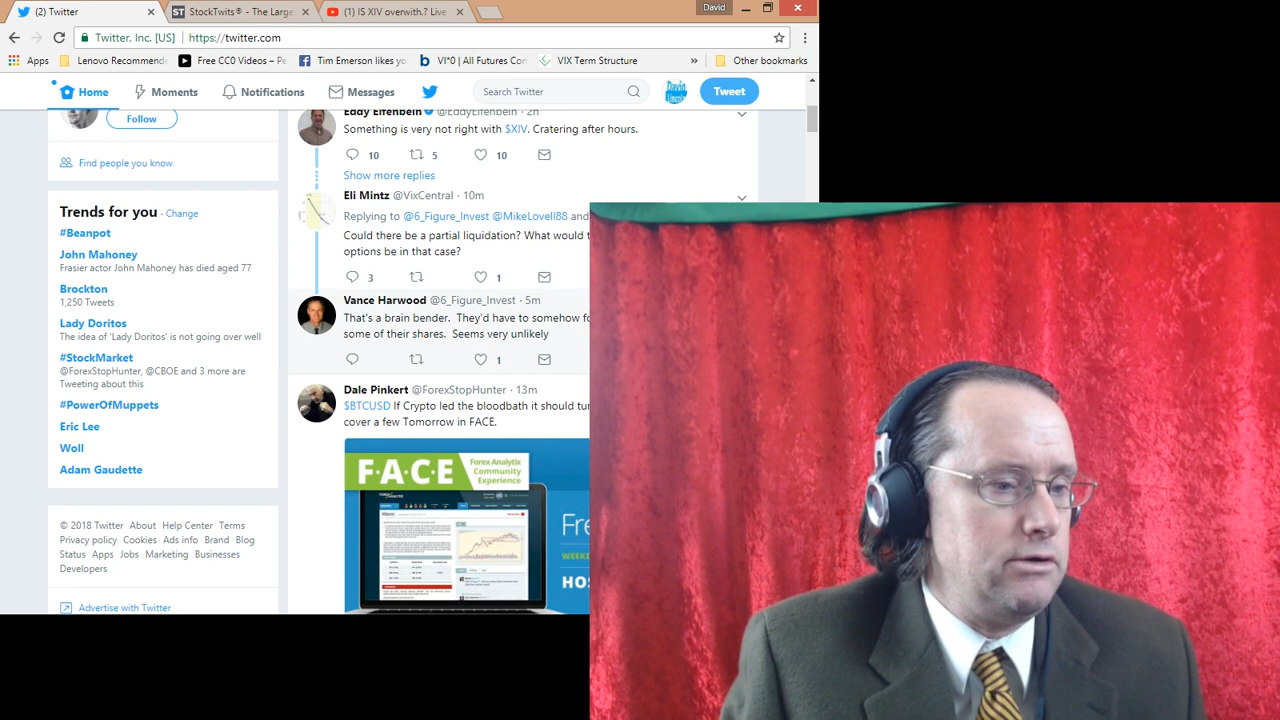 (2) Twitter
StockTwits® - The Large
(1) IS XIV overwith.? Live
David
Twitter, Inc. [US]
https://twitter.com
Apps
Lenovo Recommend
Free CC0 Videos - Pe
Tim Emerson likes yo
VI*0 | All Futures Con
VIX Term Structure
»
Other bookmarks
Home
Moments
Notifications
Messages
Search Twitter
David
Lincoln
Tweet
Follow
Find people you know
Trends for you · Change
#Beanpot
John Mahoney
Frasier actor John Mahoney has died aged 77
Brockton
1,250 Tweets
Lady Doritos
The idea of 'Lady Doritos' is not going over well
#StockMarket
@ForexStopHunter, @CBOE and 3 more are
Tweeting about this
#PowerOfMuppets
Eric Lee
Woll
Adam Gaudette
© 2018 Twitter About Help Center Terms
Privacy policy Cookies Ads info Brand Blog
Status Apps Jobs Marketing Businesses
Developers
Advertise with Twitter
Eddy Elfenbein @EddyElfenbein · 2h
Something is very not right with $XIV. Cratering after hours.
10 5 10
Show more replies
Eli Mintz @VixCentral · 10m
Replying to @6_Figure_Invest @MikeLovell88 and
Could there be a partial liquidation? What would t
options be in that case?
3 1
Vance Harwood @6_Figure_Invest · 5m
That's a brain bender. They'd have to somehow fo
some of their shares. Seems very unlikely
1
Dale Pinkert @ForexStopHunter · 13m
$BTCUSD If Crypto led the bloodbath it should tu
cover a few Tomorrow in FACE.
F·A·C·E
Forex Analytix
Community
Experience
Fre
WEEKD
HOS